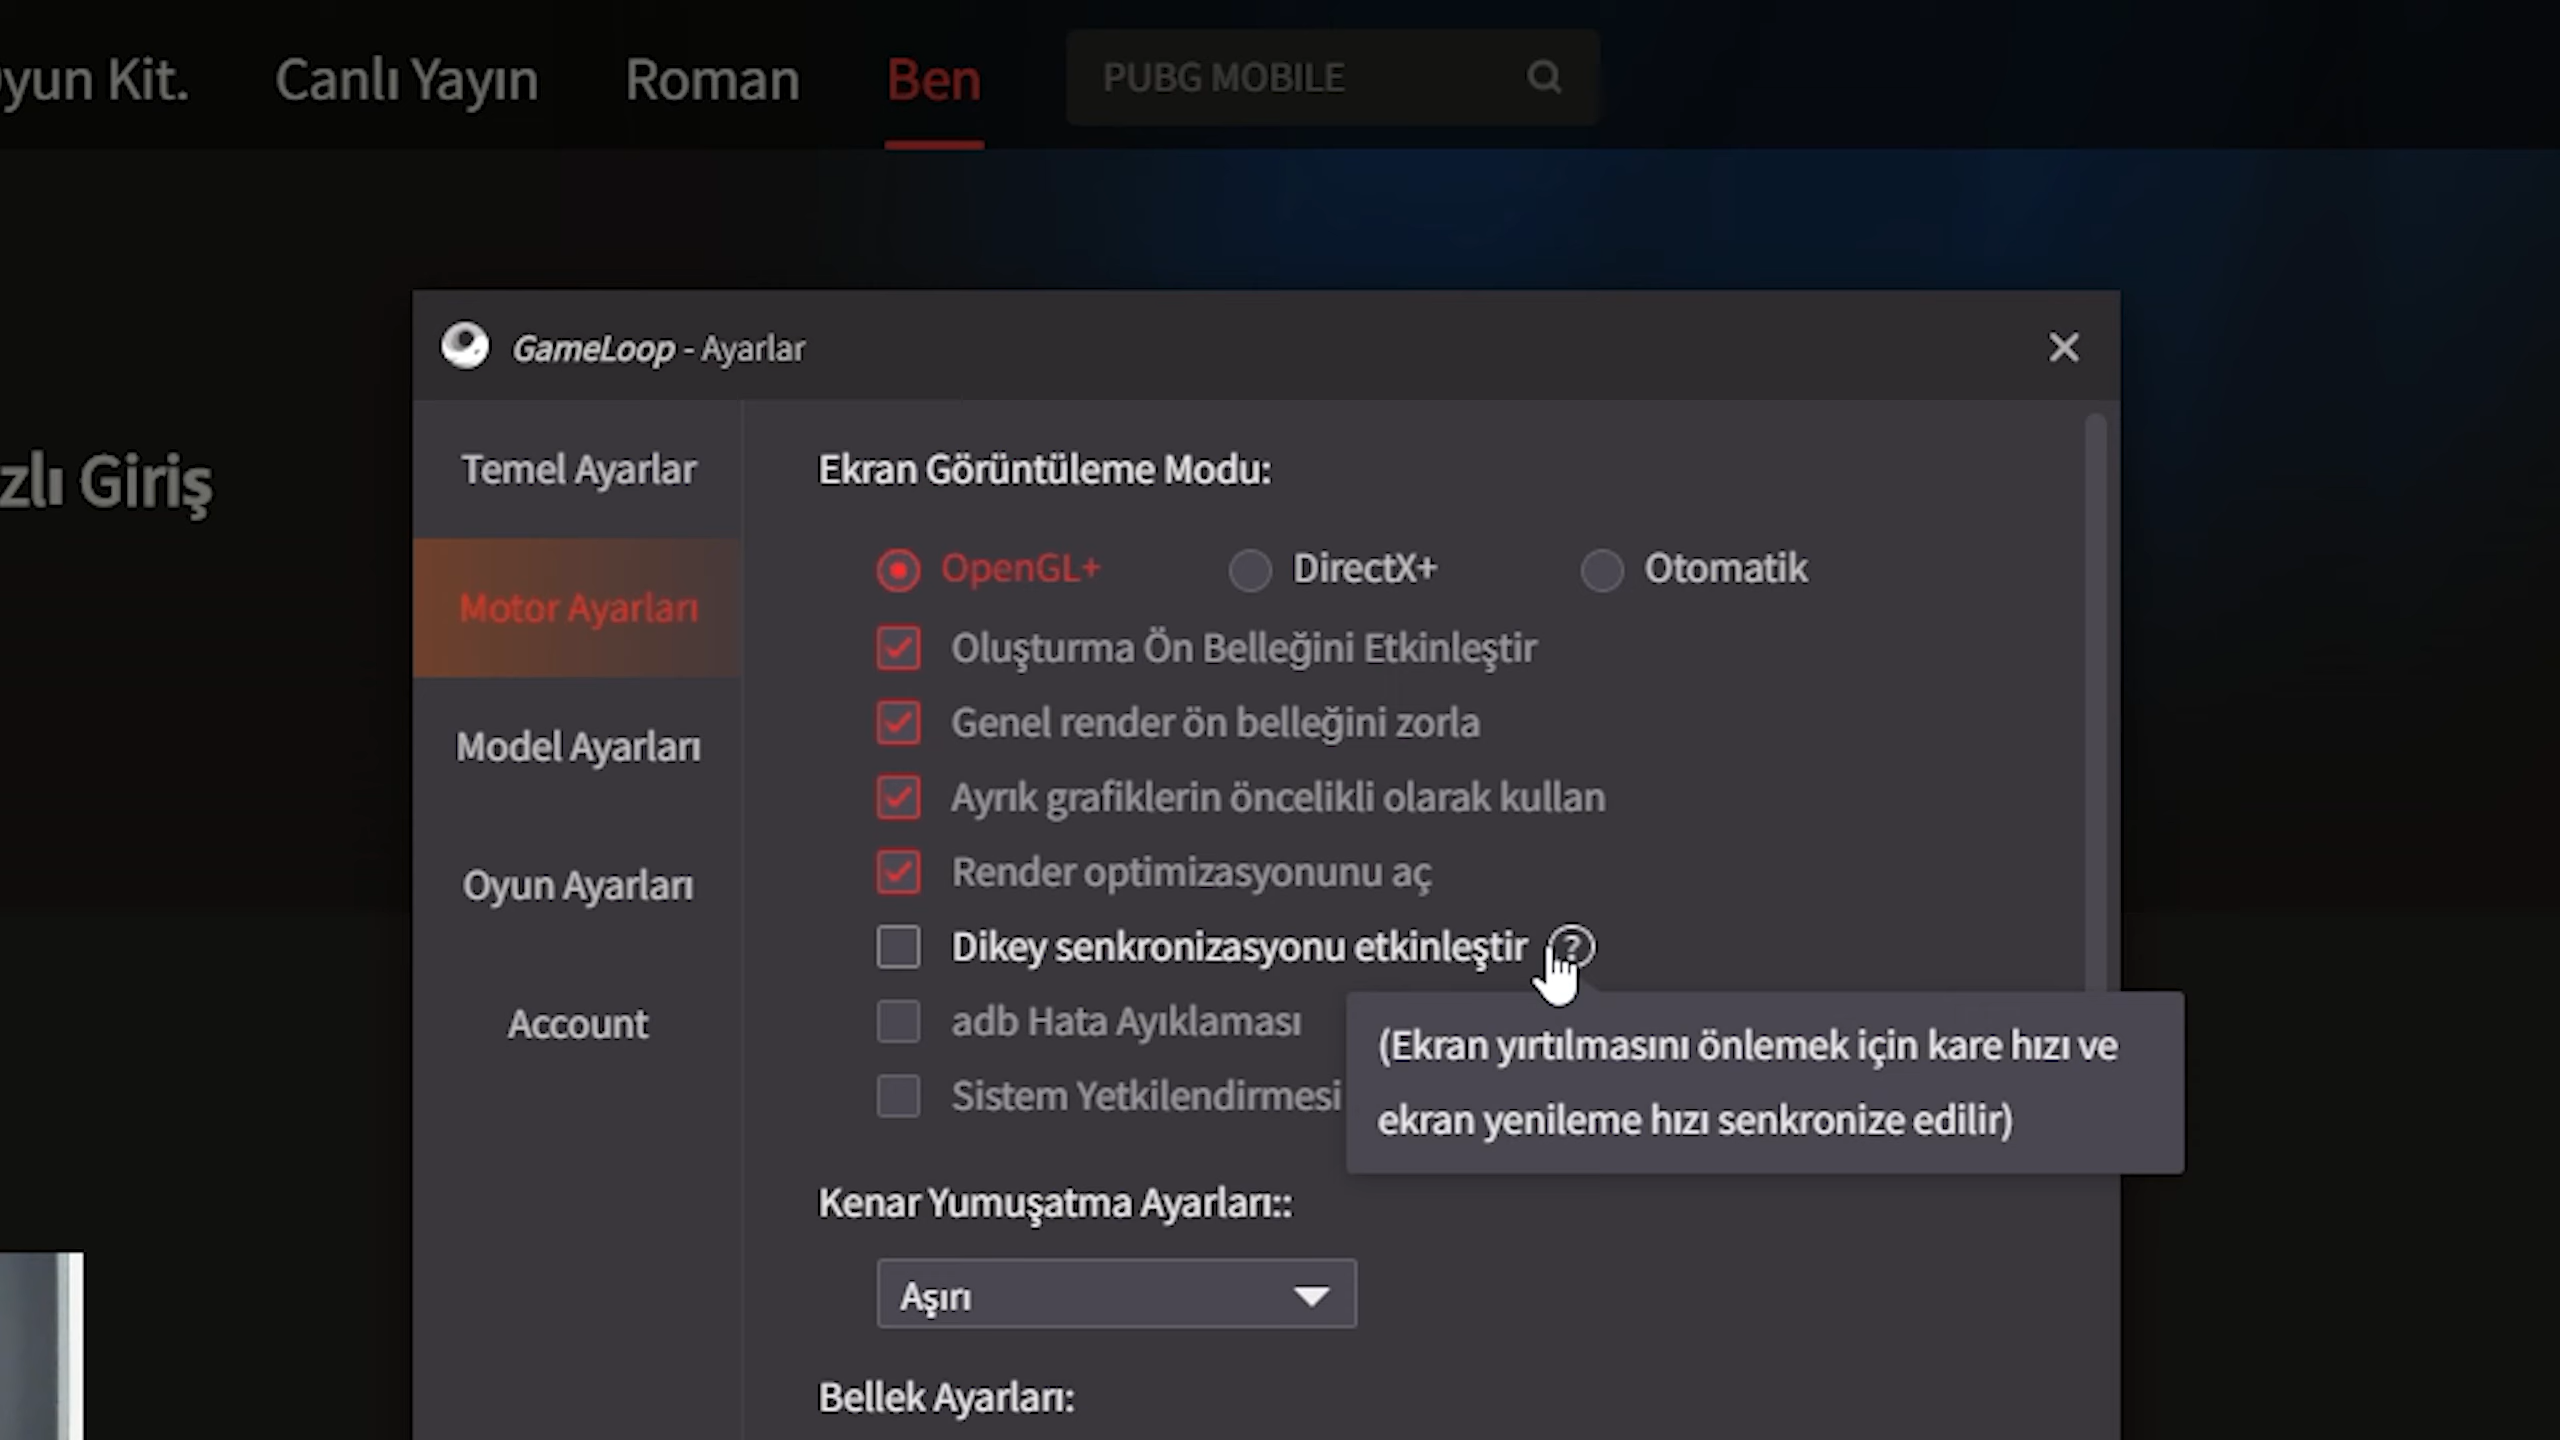 yun Kit.
Canlı Yayın
Roman
Ben
PUBG MOBILE
zlı Giriş
GameLoop - Ayarlar
Temel Ayarlar
Motor Ayarları
Model Ayarları
Oyun Ayarları
Account
Ekran Görüntüleme Modu:
OpenGL+
DirectX+
Otomatik
Oluşturma Ön Belleğini Etkinleştir
Genel render ön belleğini zorla
Ayrık grafiklerin öncelikli olarak kullan
Render optimizasyonunu aç
Dikey senkronizasyonu etkinleştir ?
adb Hata Ayıklaması
Sistem Yetkilendirmesi
(Ekran yırtılmasını önlemek için kare hızı ve
ekran yenileme hızı senkronize edilir)
Kenar Yumuşatma Ayarları::
Aşırı
Bellek Ayarları: